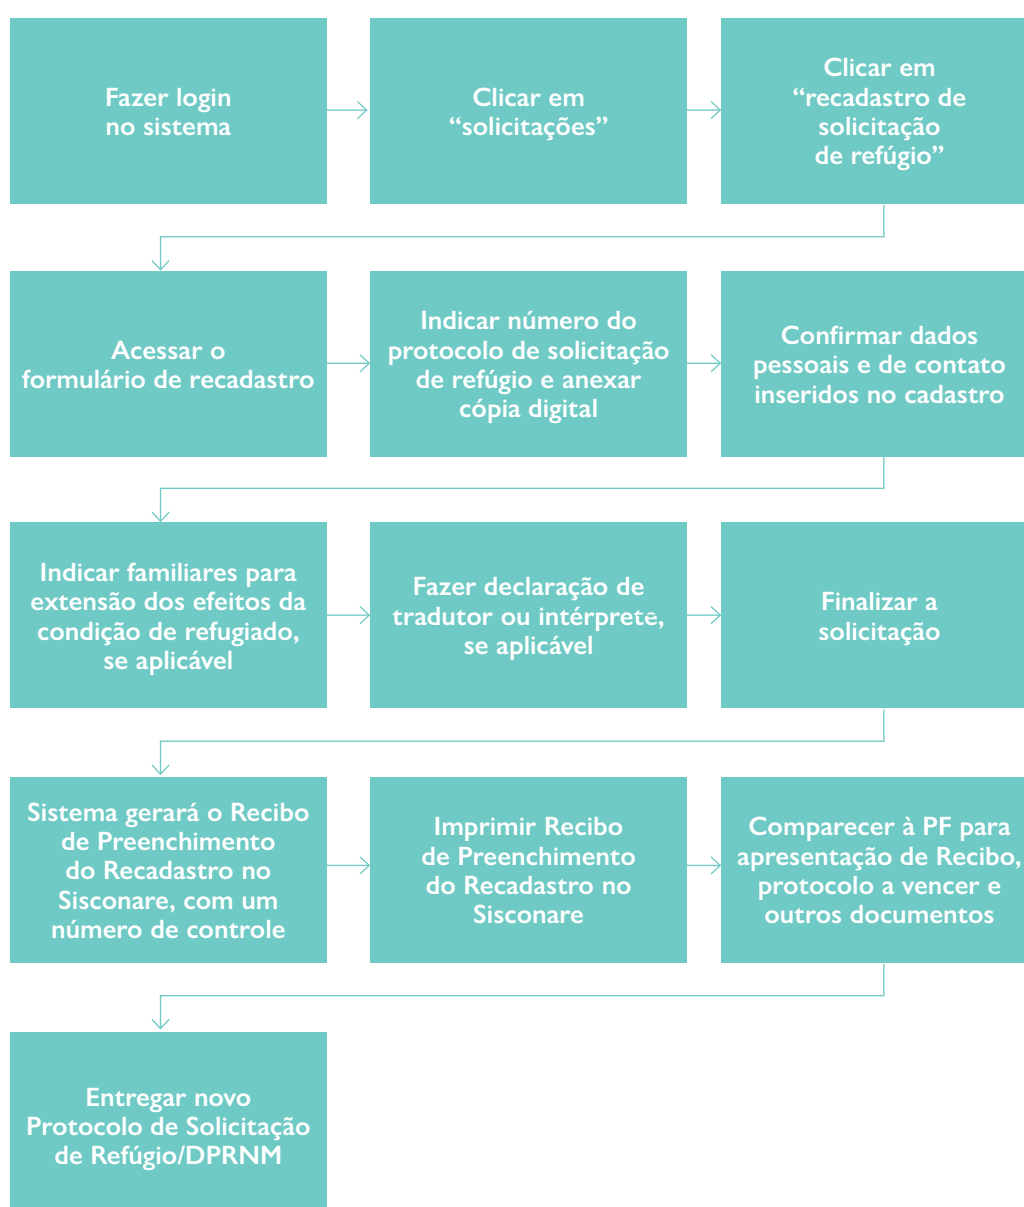 Fazer login
no sistema
Clicar em
“solicitações”
Clicar em
“recadastro de
solicitação
de refúgio”
Acessar o
formulário de recadastro
Indicar número do
protocolo de solicitação
de refúgio e anexar
cópia digital
Confirmar dados
pessoais e de contato
inseridos no cadastro
Indicar familiares para
extensão dos efeitos da
condição de refugiado,
se aplicável
Fazer declaração de
tradutor ou intérprete,
se aplicável
Finalizar a
solicitação
Sistema gerará o Recibo
de Preenchimento
do Recadastro no
Sisconare, com um
número de controle
Imprimir Recibo
de Preenchimento
do Recadastro no
Sisconare
Comparecer à PF para
apresentação de Recibo,
protocolo a vencer e
outros documentos
Entregar novo
Protocolo de Solicitação
de Refúgio/DPRNM